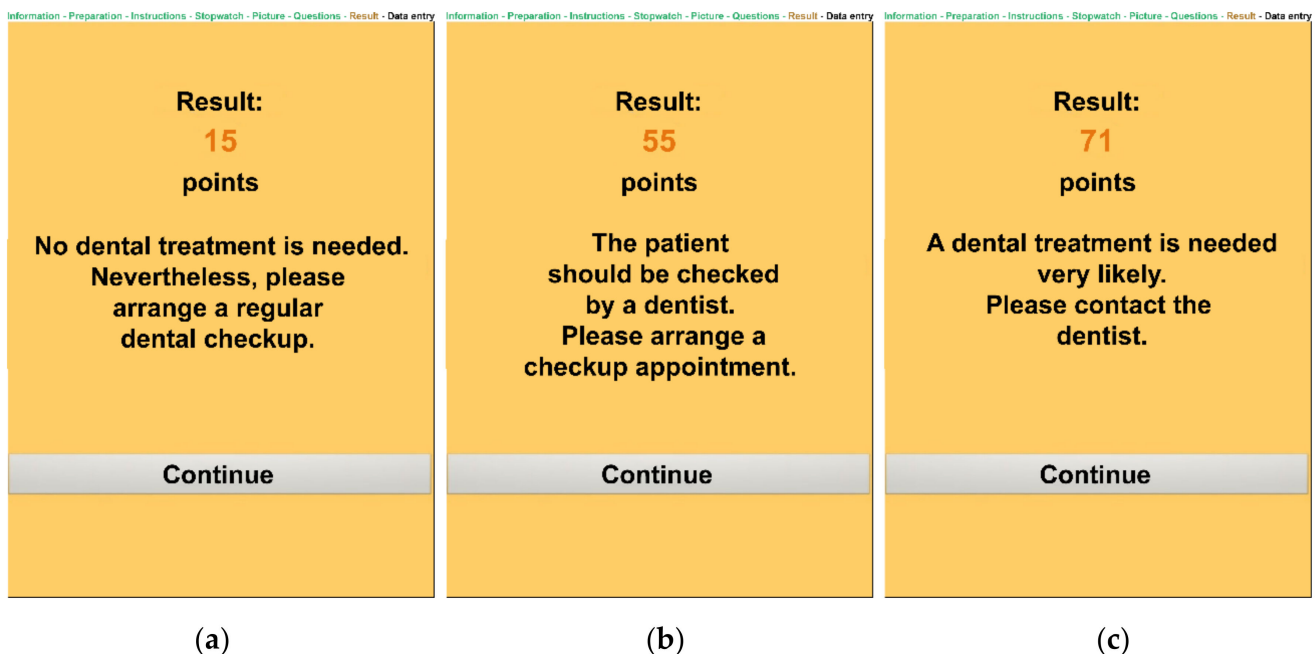 Information - Preparation - Instructions - Stopwatch - Picture - Questions - Result - Data entry
Result:
15
points
No dental treatment is needed.
Nevertheless, please
arrange a regular
dental checkup.
Continue
(a)
Information - Preparation - Instructions - Stopwatch - Picture - Questions - Result - Data entry
Result:
55
points
The patient
should be checked
by a dentist.
Please arrange a
checkup appointment.
Continue
(b)
Information - Preparation - Instructions - Stopwatch - Picture - Questions - Result - Data entry
Result:
71
points
A dental treatment is needed
very likely.
Please contact the
dentist.
Continue
(c)